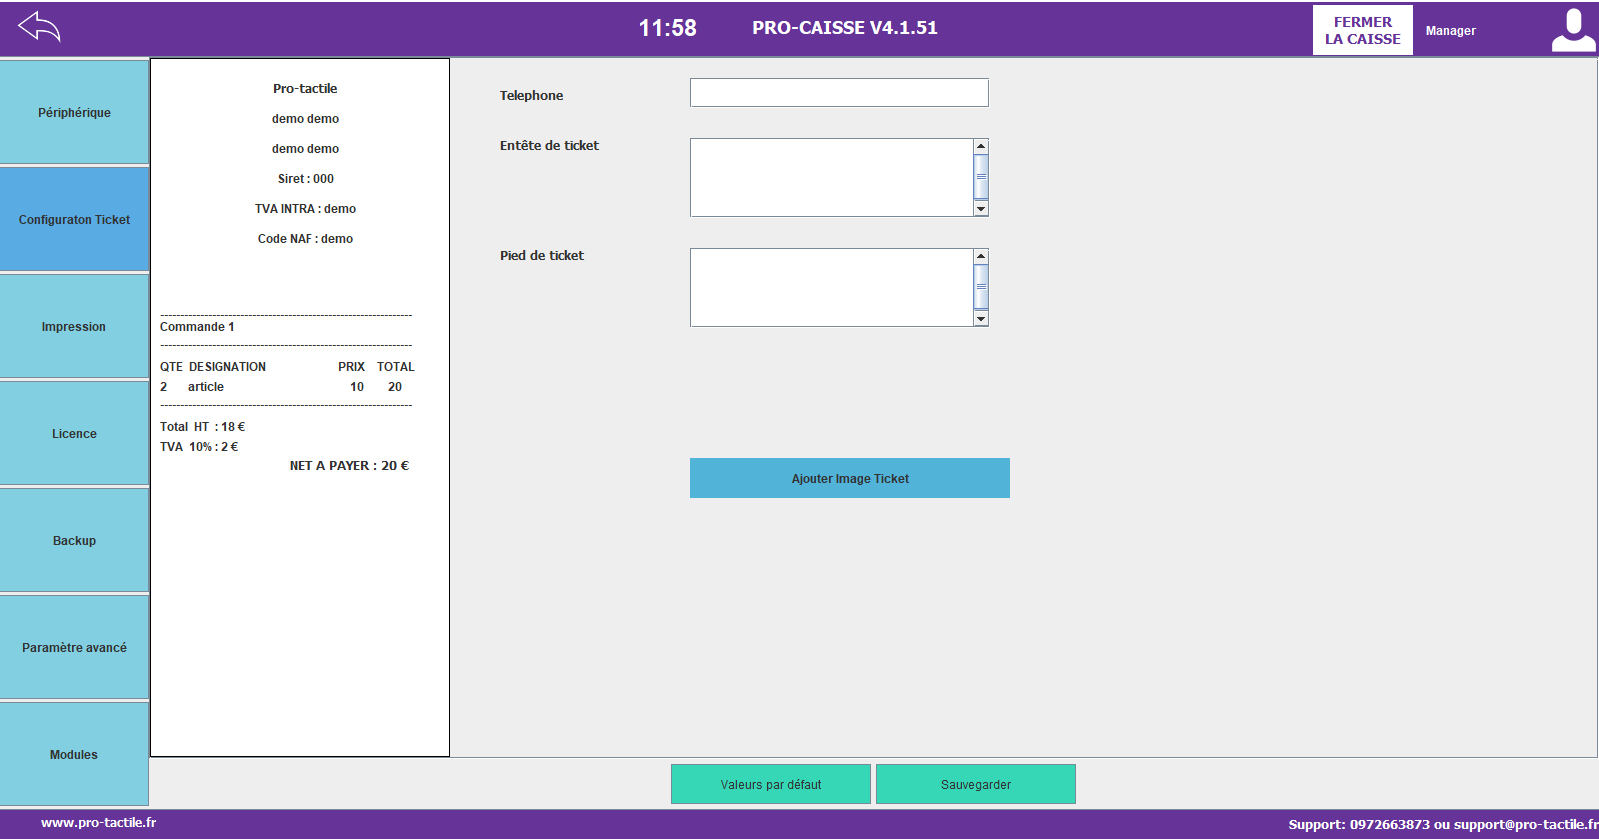 11:58
PRO-CAISSE V4.1.51
FERMER
LA CAISSE
Manager
Périphérique
Configuraton Ticket
Impression
Licence
Backup
Paramètre avancé
Modules
Pro-tactile
demo demo
demo demo
Siret : 000
TVA INTRA : demo
Code NAF : demo
---------------------------------------------------------------
Commande 1
---------------------------------------------------------------
QTE DESIGNATION PRIX TOTAL
2 article 10 20
---------------------------------------------------------------
Total HT : 18 €
TVA 10% : 2 €
NET A PAYER : 20 €
Telephone
Entête de ticket
Pied de ticket
Ajouter Image Ticket
Valeurs par défaut
Sauvegarder
www.pro-tactile.fr
Support: 0972663873 ou support@pro-tactile.fr